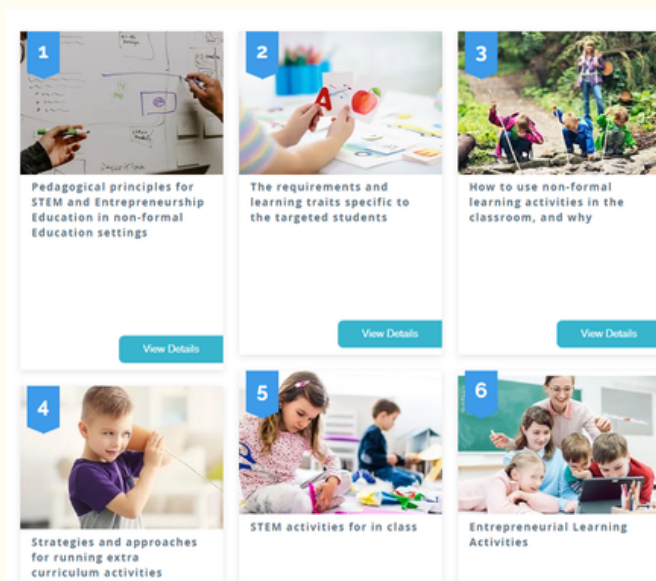 1
2
3
Pedagogical principles for
STEM and Entrepreneurship
Education in non-formal
Education settings
The requirements and
learning traits specific to
the targeted students
How to use non-formal
learning activities in the
classroom, and why
View Details
View Details
View Details
4
5
6
Strategies and approaches
for running extra
curriculum activities
STEM activities for in class
Entrepreneurial Learning
Activities